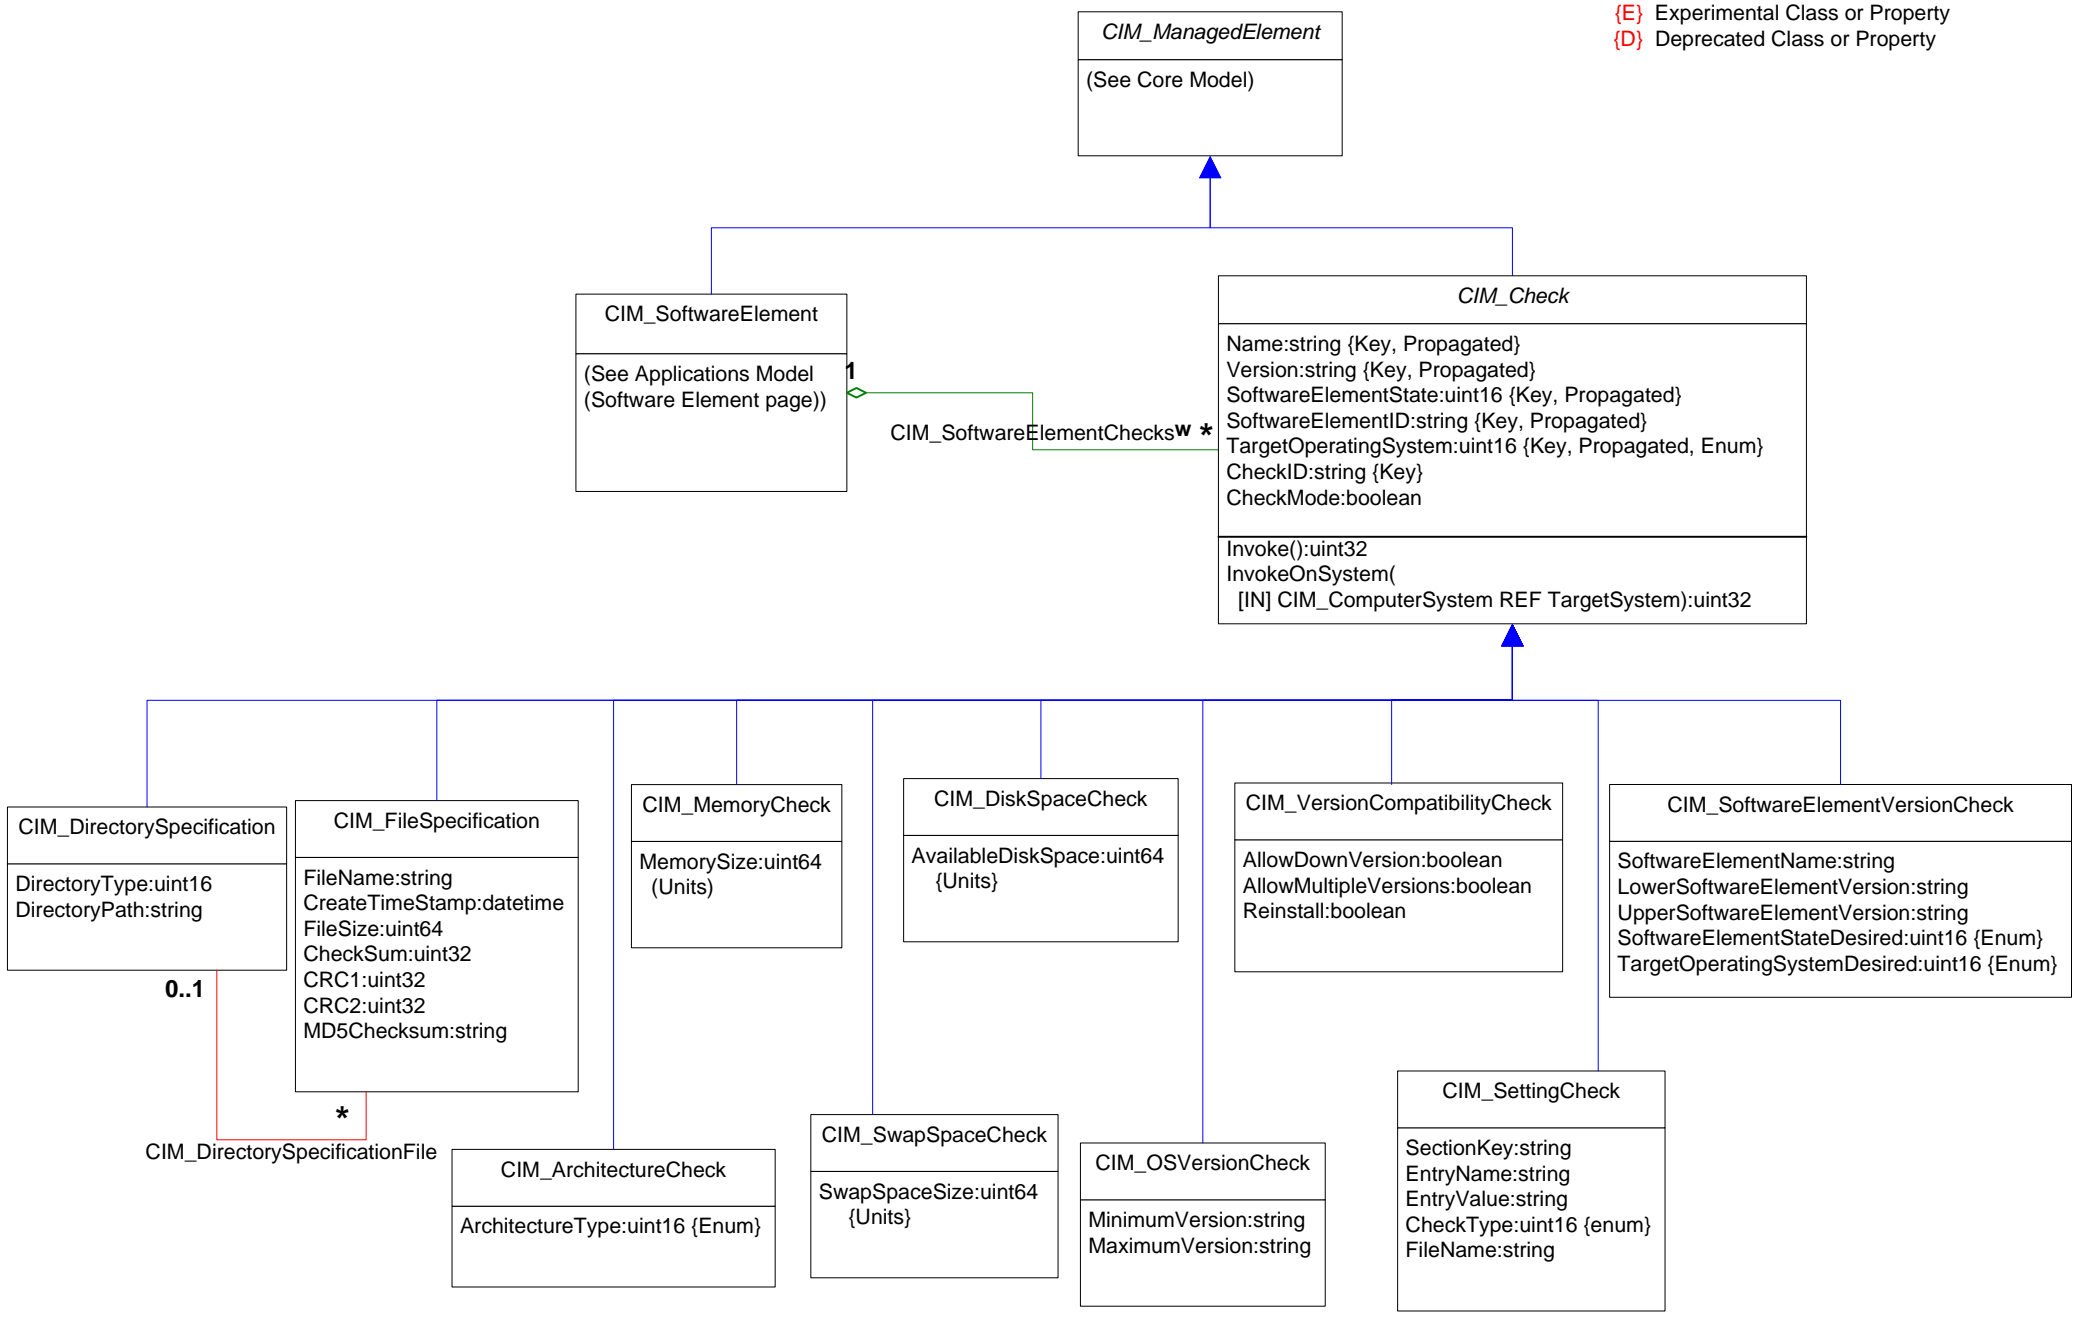 {E} Experimental Class or Property
{D} Deprecated Class or Property
CIM_ManagedElement
(See Core Model)
CIM_SoftwareElement
(See Applications Model
(Software Element page))
1
CIM_SoftwareElementChecks
w *
CIM_Check
Name:string {Key, Propagated}
Version:string {Key, Propagated}
SoftwareElementState:uint16 {Key, Propagated}
SoftwareElementID:string {Key, Propagated}
TargetOperatingSystem:uint16 {Key, Propagated, Enum}
CheckID:string {Key}
CheckMode:boolean
Invoke():uint32
InvokeOnSystem(
[IN] CIM_ComputerSystem REF TargetSystem):uint32
CIM_DirectorySpecification
DirectoryType:uint16
DirectoryPath:string
0..1
CIM_FileSpecification
FileName:string
CreateTimeStamp:datetime
FileSize:uint64
CheckSum:uint32
CRC1:uint32
CRC2:uint32
MD5Checksum:string
*
CIM_DirectorySpecificationFile
CIM_MemoryCheck
MemorySize:uint64
(Units)
CIM_DiskSpaceCheck
AvailableDiskSpace:uint64
{Units}
CIM_VersionCompatibilityCheck
AllowDownVersion:boolean
AllowMultipleVersions:boolean
Reinstall:boolean
CIM_SoftwareElementVersionCheck
SoftwareElementName:string
LowerSoftwareElementVersion:string
UpperSoftwareElementVersion:string
SoftwareElementStateDesired:uint16 {Enum}
TargetOperatingSystemDesired:uint16 {Enum}
CIM_ArchitectureCheck
ArchitectureType:uint16 {Enum}
CIM_SwapSpaceCheck
SwapSpaceSize:uint64
{Units}
CIM_OSVersionCheck
MinimumVersion:string
MaximumVersion:string
CIM_SettingCheck
SectionKey:string
EntryName:string
EntryValue:string
CheckType:uint16 {enum}
FileName:string